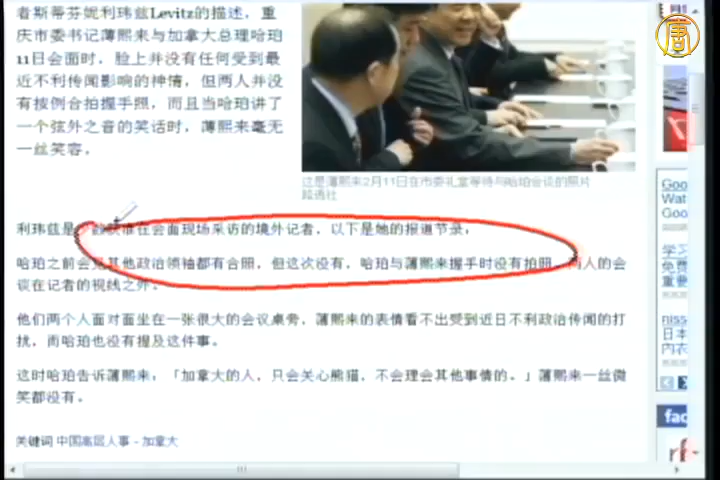 者斯蒂芬妮利玮兹Levitz的描述，重
庆市委书记薄熙来与加拿大总理哈珀
11日会面时，脸上并没有任何受到最
近不利传闻影响的神情，但两人并没
有按例合拍握手照，而且当哈珀讲了
一个弦外之音的笑话时，薄熙来毫无
一丝笑容。
这是薄熙来2月11日在市委礼堂等待与哈珀会谈的照片
路透社
利玮兹是 获准在会面现场采访的境外记者，以下是她的报道节录，
哈珀之前会见其他政治领袖都有合照，但这次没有，哈珀与薄熙来握手时没有拍照，两人的会
谈在记者的视线之外。
他们两个人面对面坐在一张很大的会议桌旁，薄熙来的表情看不出受到近日不利政治传闻的打
扰，而哈珀也没有提及这件事。
这时哈珀告诉薄熙来，「加拿大的人，只会关心熊猫，不会理会其他事情的。」薄熙来一丝微
笑都没有。
关键词 中国高层人事 - 加拿大
唐
Goo
Wat
Goo
学习
免费
重要
niss
日本
内衣
fac